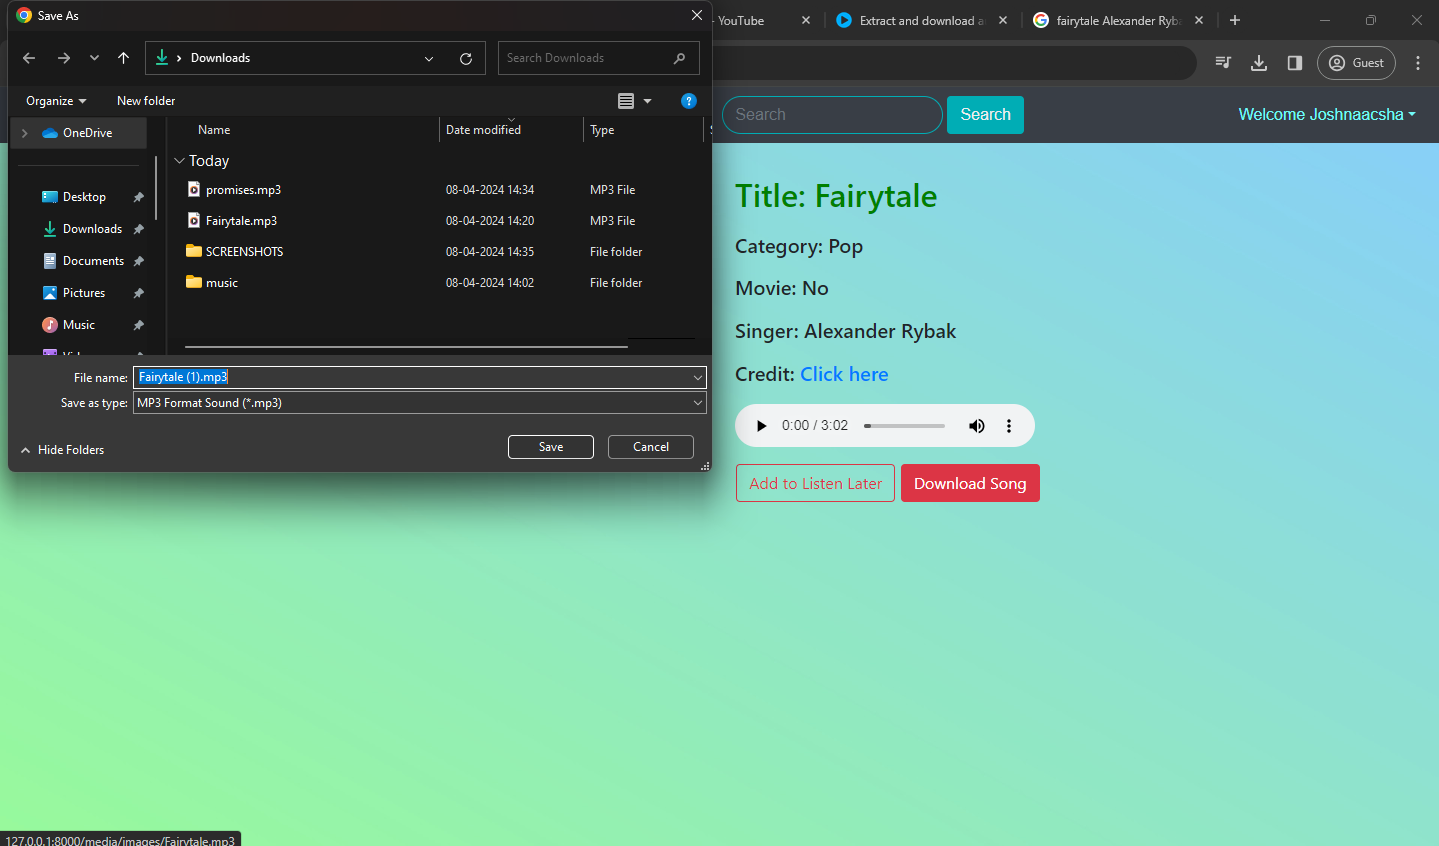 Save As
- YouTube
Extract and download a
fairytale Alexander Ryb
Downloads
Search Downloads
Guest
Organize
New folder
Search
Search
Welcome Joshnaacsha
OneDrive
Name
Date modified
Type
Today
promises.mp3 08-04-2024 14:34 MP3 File
Fairytale.mp3 08-04-2024 14:20 MP3 File
SCREENSHOTS 08-04-2024 14:35 File folder
music 08-04-2024 14:02 File folder
Desktop
Downloads
Documents
Pictures
Music
File name: Fairytale (1).mp3
Save as type: MP3 Format Sound (*.mp3)
Hide Folders
Save
Cancel
Title: Fairytale
Category: Pop
Movie: No
Singer: Alexander Rybak
Credit: Click here
0:00 / 3:02
Add to Listen Later
Download Song
127.0.0.1:8000/media/images/Fairytale.mp3